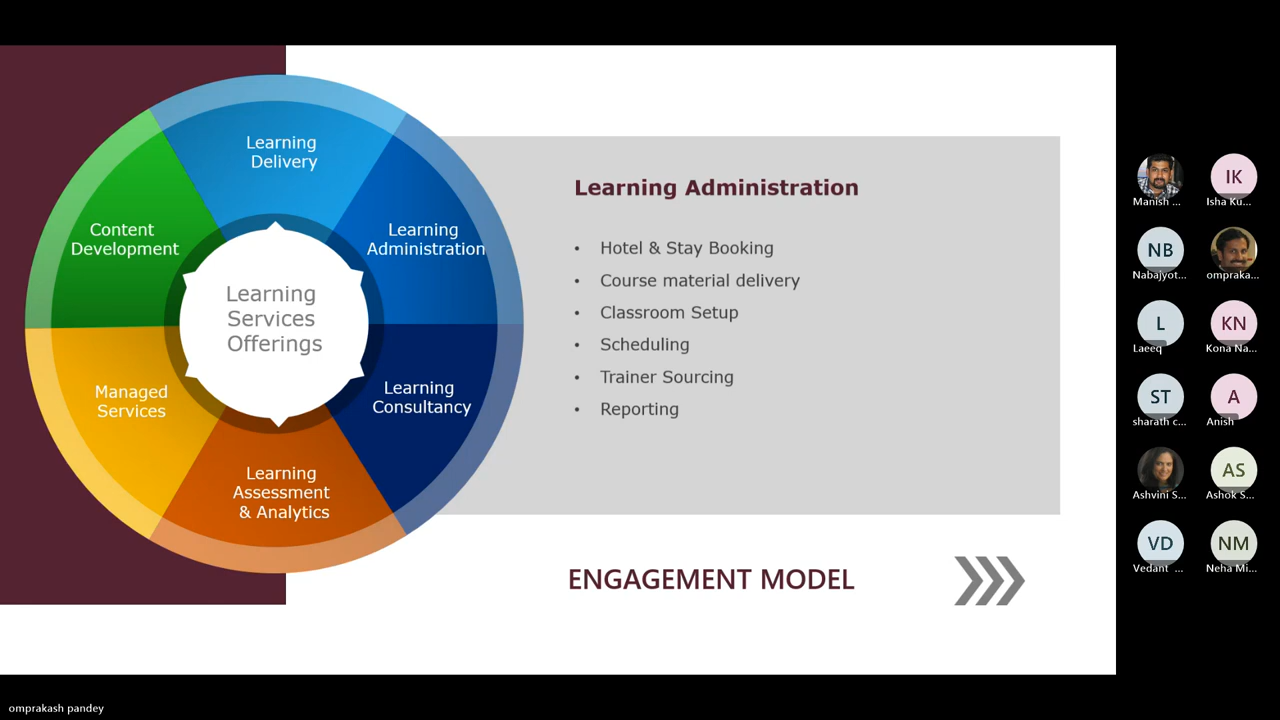 Learning
Delivery
Learning
Administration
Learning
Consultancy
Learning
Assessment
& Analytics
Managed
Services
Content
Development
Learning
Services
Offerings
Learning Administration
• Hotel & Stay Booking
• Course material delivery
• Classroom Setup
• Scheduling
• Trainer Sourcing
• Reporting
ENGAGEMENT MODEL
Manish ...
IK
Isha Ku...
NB
Nabajyot...
ompraka...
L
Laeeq
KN
Kona Na...
ST
sharath c...
A
Anish
Ashvini S...
AS
Ashok S...
VD
Vedant ...
NM
Neha Mi...
omprakash pandey